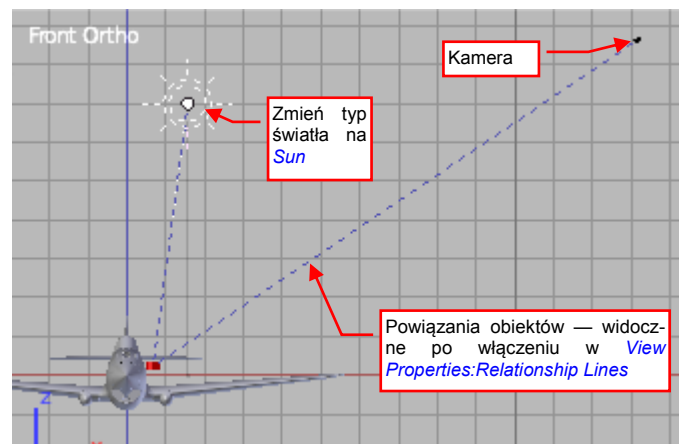 Front Ortho
Kamera
Zmień typ
światła na
Sun
Powiązania obiektów — widocz-
ne po włączeniu w View
Properties:Relationship Lines
z